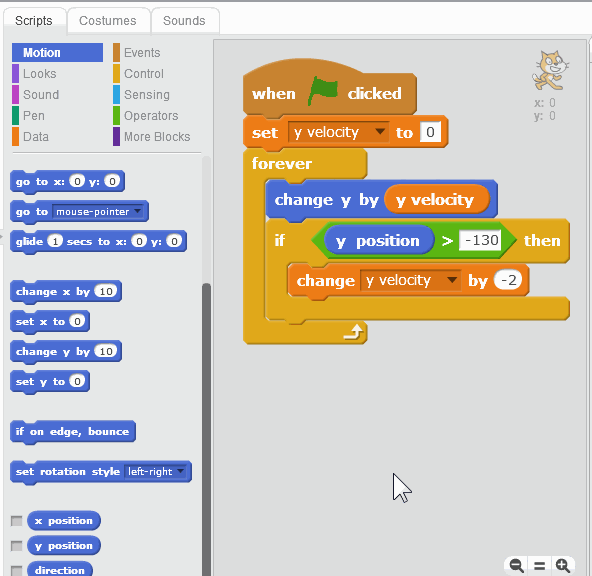 Scripts Costumes Sounds
Motion Events
Looks Control
Sound Sensing
Pen Operators
Data More Blocks
go to x: 0 y: 0
go to mouse-pointer
glide 1 secs to x: 0 y: 0
change x by 10
set x to 0
change y by 10
set y to 0
if on edge, bounce
set rotation style left-right
x position
y position
direction
when clicked
set y velocity to 0
forever
change y by y velocity
if y position > -130 then
change y velocity by -2
x: 0
y: 0